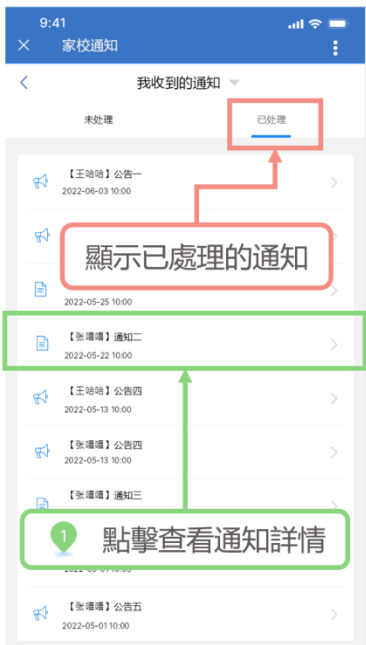 9:41
家校通知
我收到的通知
未处理
已处理
【王哈哈】公告一
2022-06-03 10:00
顯示已處理的通知
2022-05-25 10:00
【张嘻嘻】通知二
2022-05-22 10:00
【王哈哈】公告四
2022-05-13 10:00
【张嘻嘻】公告四
2022-05-13 10:00
【张嘻嘻】通知三
1 點擊查看通知詳情
【张嘻嘻】公告五
2022-05-01 10:00